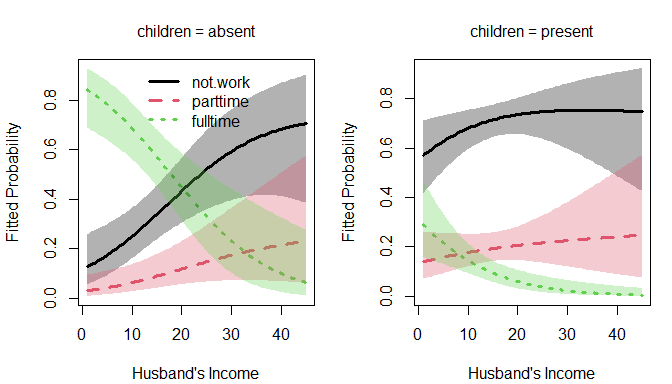 children = absent
children = present
not.work
parttime
fulltime
Fitted Probability
0.0
0.2
0.4
0.6
0.8
0 10 20 30 40
Husband's Income
Fitted Probability
0.0
0.2
0.4
0.6
0.8
0 10 20 30 40
Husband's Income